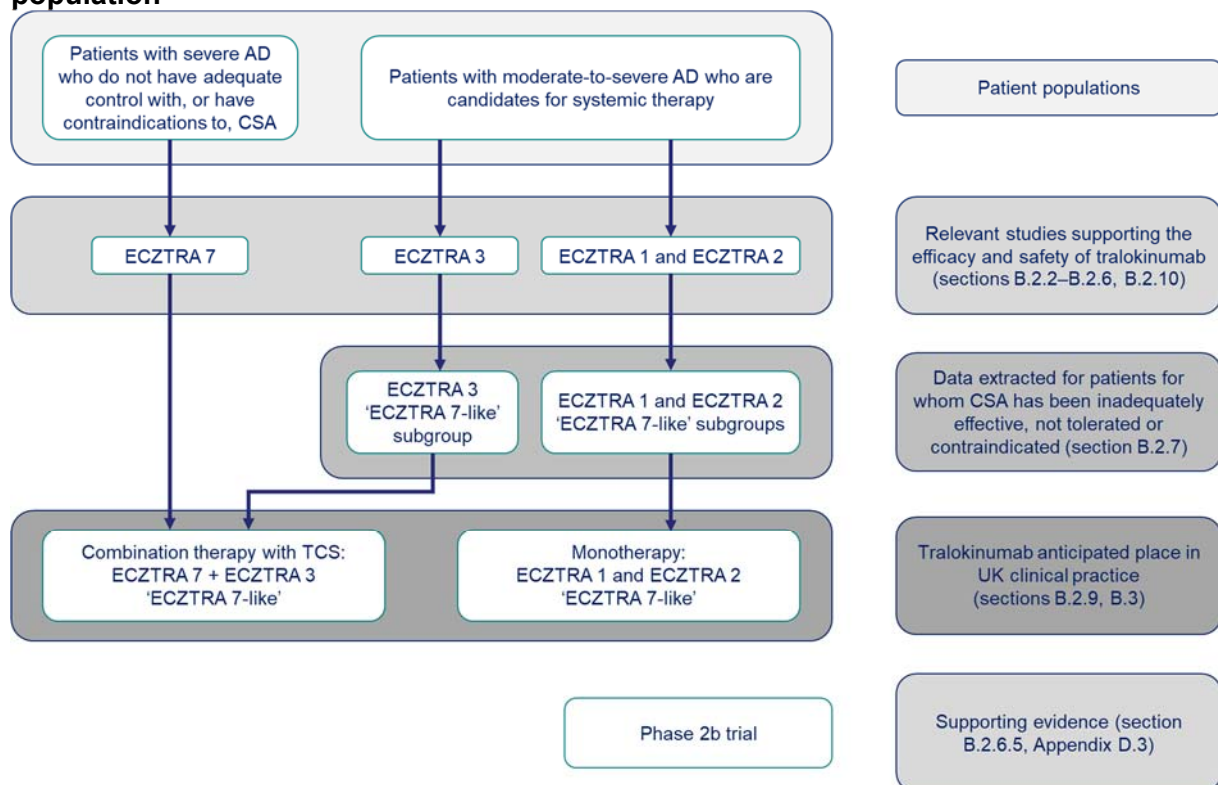 population
Patients with severe AD
who do not have adequate
control with, or have
contraindications to, CSA
Patients with moderate-to-severe AD who are
candidates for systemic therapy
Patient populations
ECZTRA 7
ECZTRA 3
ECZTRA 1 and ECZTRA 2
Relevant studies supporting the
efficacy and safety of tralokinumab
(sections B.2.2–B.2.6, B.2.10)
ECZTRA 3
‘ECZTRA 7-like’
subgroup
ECZTRA 1 and ECZTRA 2
‘ECZTRA 7-like’ subgroups
Data extracted for patients for
whom CSA has been inadequately
effective, not tolerated or
contraindicated (section B.2.7)
Combination therapy with TCS:
ECZTRA 7 + ECZTRA 3
‘ECZTRA 7-like’
Monotherapy:
ECZTRA 1 and ECZTRA 2
‘ECZTRA 7-like’
Tralokinumab anticipated place in
UK clinical practice
(sections B.2.9, B.3)
Phase 2b trial
Supporting evidence (section
B.2.6.5, Appendix D.3)